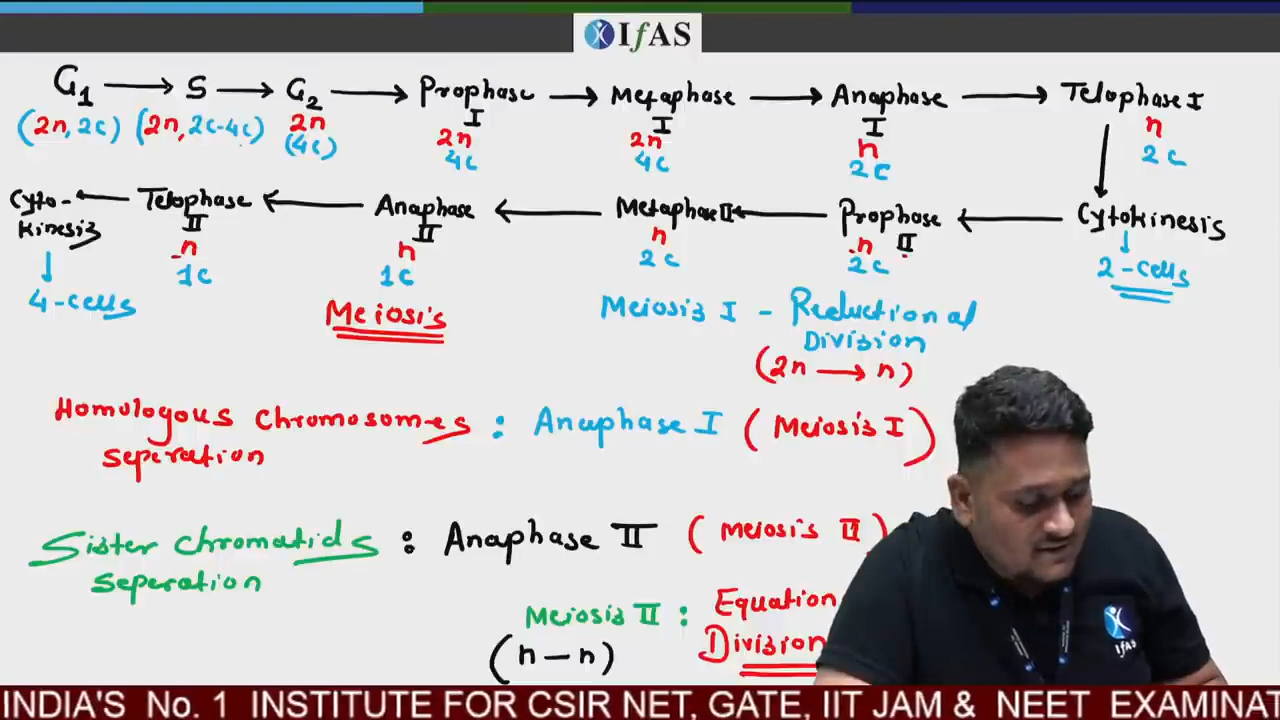 IfAS
G1 → S → G2 → Prophase I → Metaphase I → Anaphase I → Telophase I
(2n, 2c) (2n, 2c-4c) 2n (4c) 2n 4c 2n 4c n 2c n 2c
Cyto-kinesis ← Telophase II ← Anaphase II ← Metaphase II ← Prophase II ← Cytokinesis
n 1c n 1c n 2c n 2c
↓ 4-cells ↓ 2-cells
Meiosis
Meiosis I - Reductional
Division
(2n → n)
Homologous chromosomes : Anaphase I (Meiosis I)
seperation
Sister chromatids : Anaphase II (Meiosis II)
seperation
Meiosis II : Equation
(n - n) Division
IfAS
INDIA'S No. 1 INSTITUTE FOR CSIR NET, GATE, IIT JAM & NEET EXAMINAT